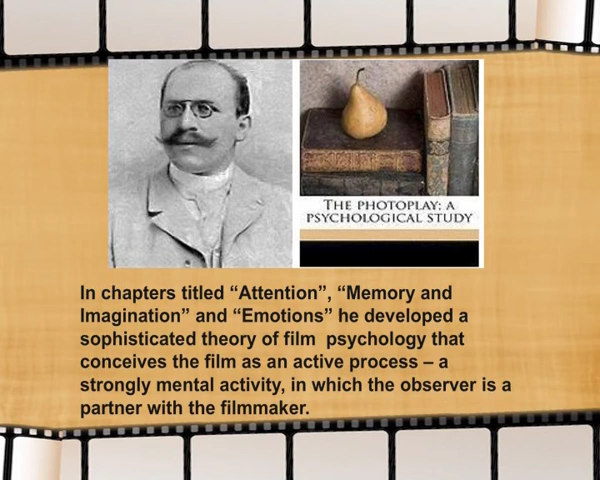 THE PHOTOPLAY; A
PSYCHOLOGICAL STUDY
In chapters titled “Attention”, “Memory and
Imagination” and “Emotions” he developed a
sophisticated theory of film  psychology that
conceives the film as an active process – a
strongly mental activity, in which the observer is a
partner with the filmmaker.